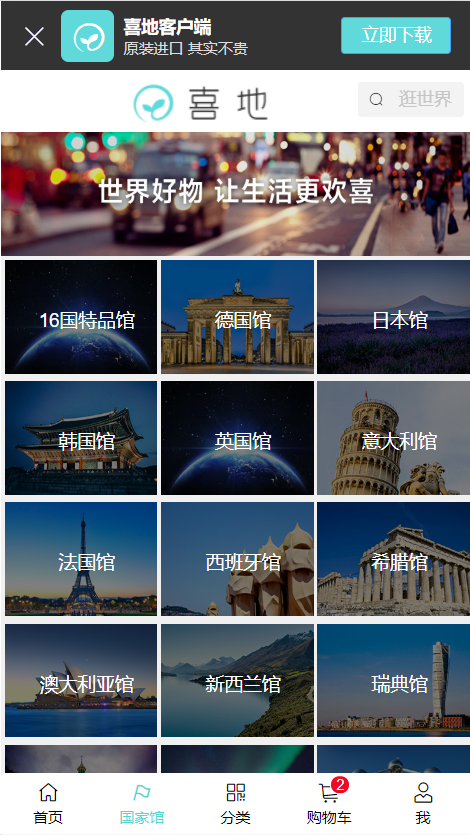 喜地客户端
原装进口 其实不贵
立即下载
喜 地
逛世界
世界好物 让生活更欢喜
16国特品馆
德国馆
日本馆
韩国馆
英国馆
意大利馆
法国馆
西班牙馆
希腊馆
澳大利亚馆
新西兰馆
瑞典馆
2
首页
国家馆
分类
购物车
我